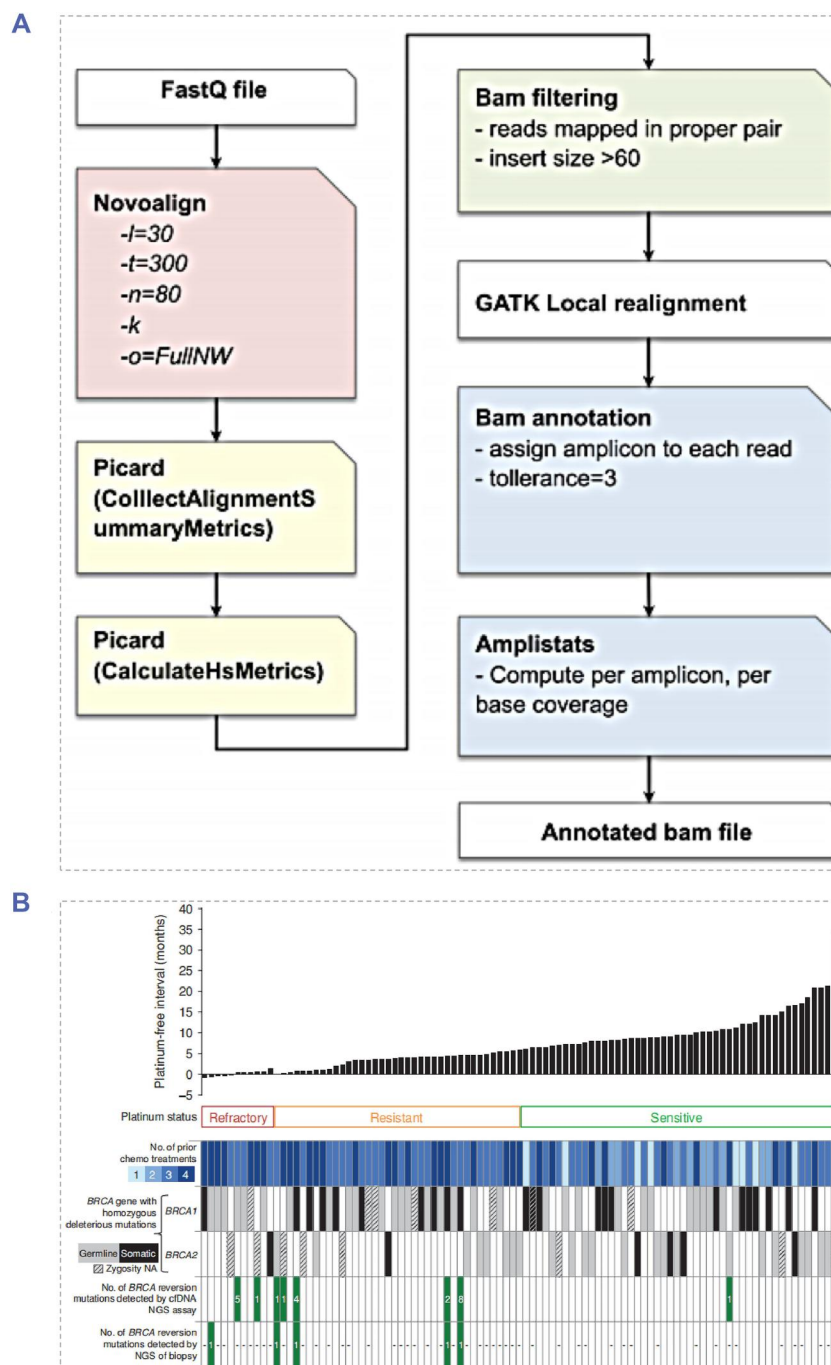 A
FastQ file
Novoalign
-l=30
-t=300
-n=80
-k
-o=FullNW
Picard
(ColllectAlignmentS
ummaryMetrics)
Picard
(CalculateHsMetrics)
Bam filtering
- reads mapped in proper pair
- insert size >60
GATK Local realignment
Bam annotation
- assign amplicon to each read
- tollerance=3
Amplistats
- Compute per amplicon, per
base coverage
Annotated bam file
B
Platinum-free interval (months)
40
35
30
25
20
15
10
5
0
−5
Platinum status
Refractory
Resistant
Sensitive
No. of prior
chemo treatments
1 2 3 4
BRCA gene with
homozygous
deleterious mutations
BRCA1
Germline Somatic
Zygosity NA
BRCA2
No. of BRCA reversion
mutations detected by cfDNA
NGS assay
5 1 1 1 4 2 8 1
No. of BRCA reversion
mutations detected by
NGS of biopsy
1 1 1 1